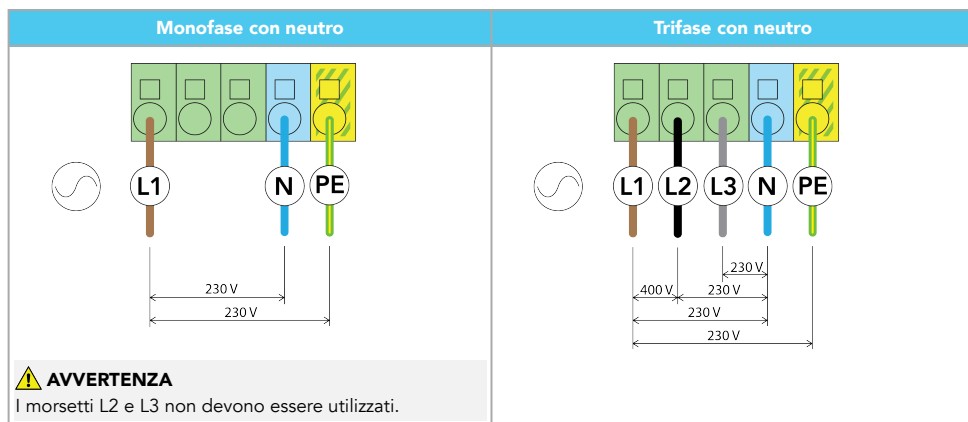 Monofase con neutro
Trifase con neutro
L1 N PE
230 V
230 V
AVVERTENZA
I morsetti L2 e L3 non devono essere utilizzati.
L1 L2 L3 N PE
230 V
400 V 230 V
230 V
230 V